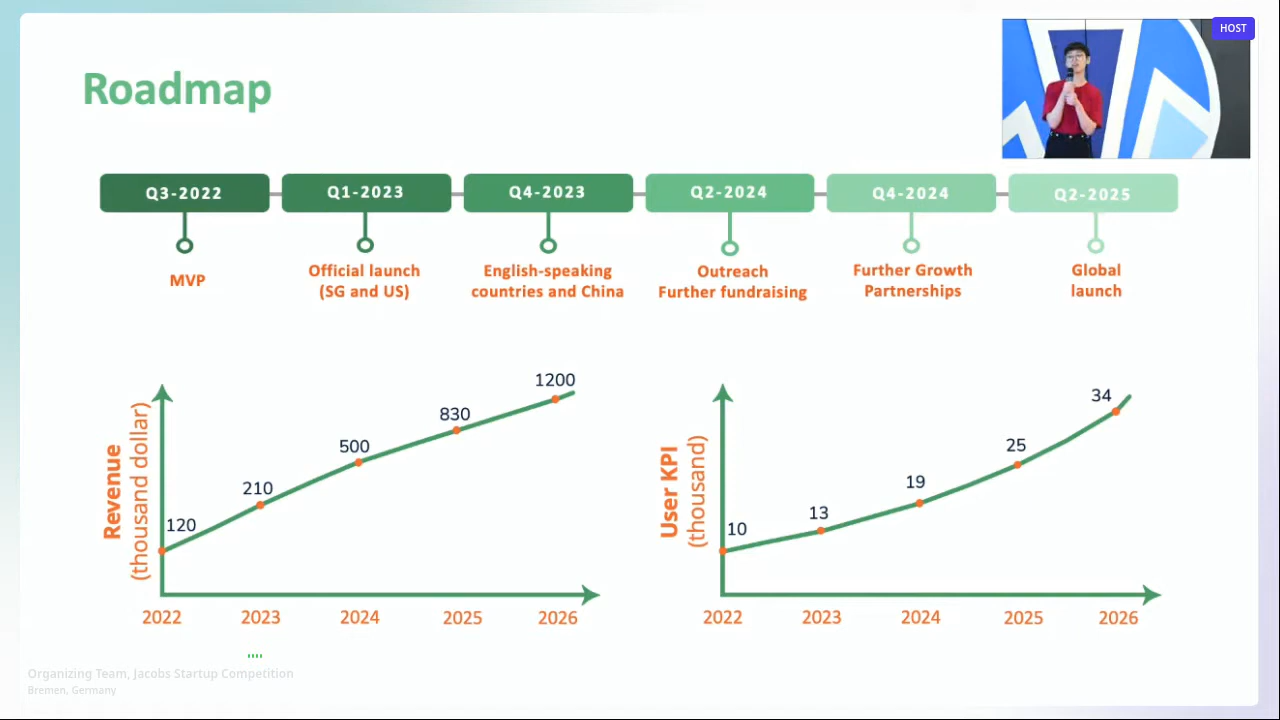 HOST
Roadmap
Q3-2022
Q1-2023
Q4-2023
Q2-2024
Q4-2024
Q2-2025
MVP
Official launch
(SG and US)
English-speaking
countries and China
Outreach
Further fundraising
Further Growth
Partnerships
Global
launch
Revenue
(thousand dollar)
120
210
500
830
1200
2022
2023
2024
2025
2026
User KPI
(thousand)
10
13
19
25
34
2022
2023
2024
2025
2026
Organizing Team, Jacobs Startup Competition
Bremen, Germany